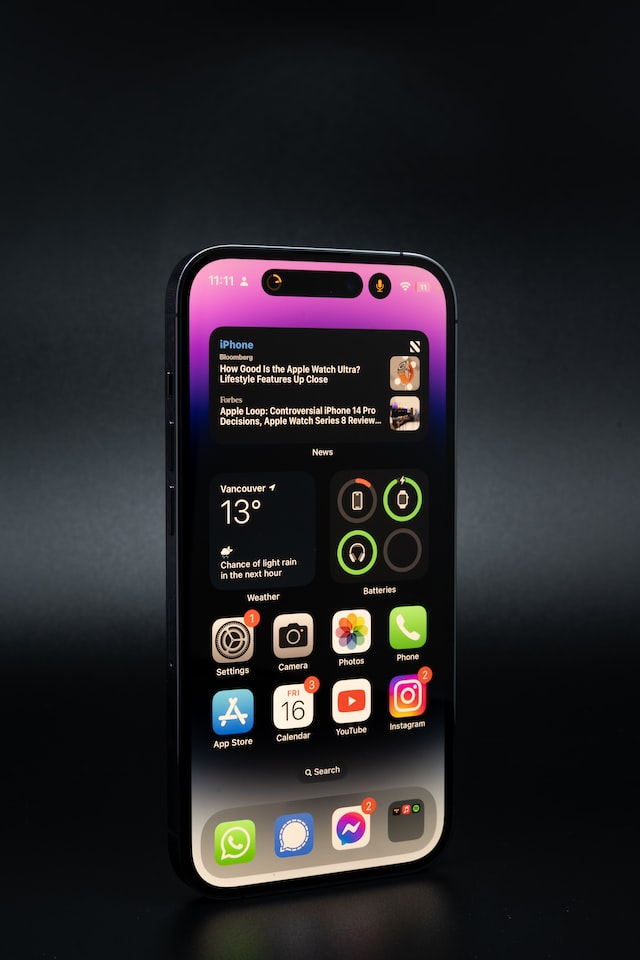 11:11
11
iPhone
Bloomberg
How Good Is the Apple Watch Ultra?
Lifestyle Features Up Close
Forbes
Apple Loop: Controversial iPhone 14 Pro
Decisions, Apple Watch Series 8 Review...
News
Vancouver
13°
Chance of light rain
in the next hour
Weather
Batteries
1
Settings
Camera
Photos
Phone
3
FRI
16
2
App Store
Calendar
YouTube
Instagram
Search
2